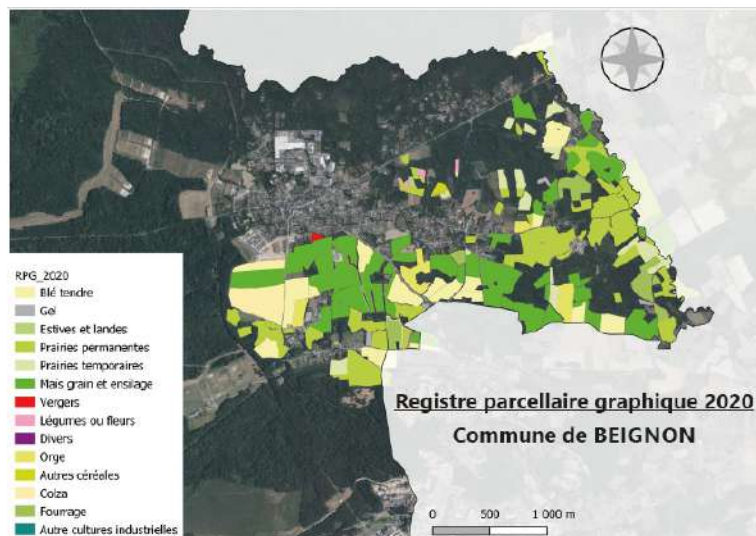 RPG_2020
Blé tendre
Gel
Estives et landes
Prairies permanentes
Prairies temporaires
Maïs grain et ensilage
Vergers
Légumes ou fleurs
Divers
Orge
Autres céréales
Colza
Fourrage
Autre cultures industrielles
Registre parcellaire graphique 2020
Commune de BEIGNON
0 500 1 000 m